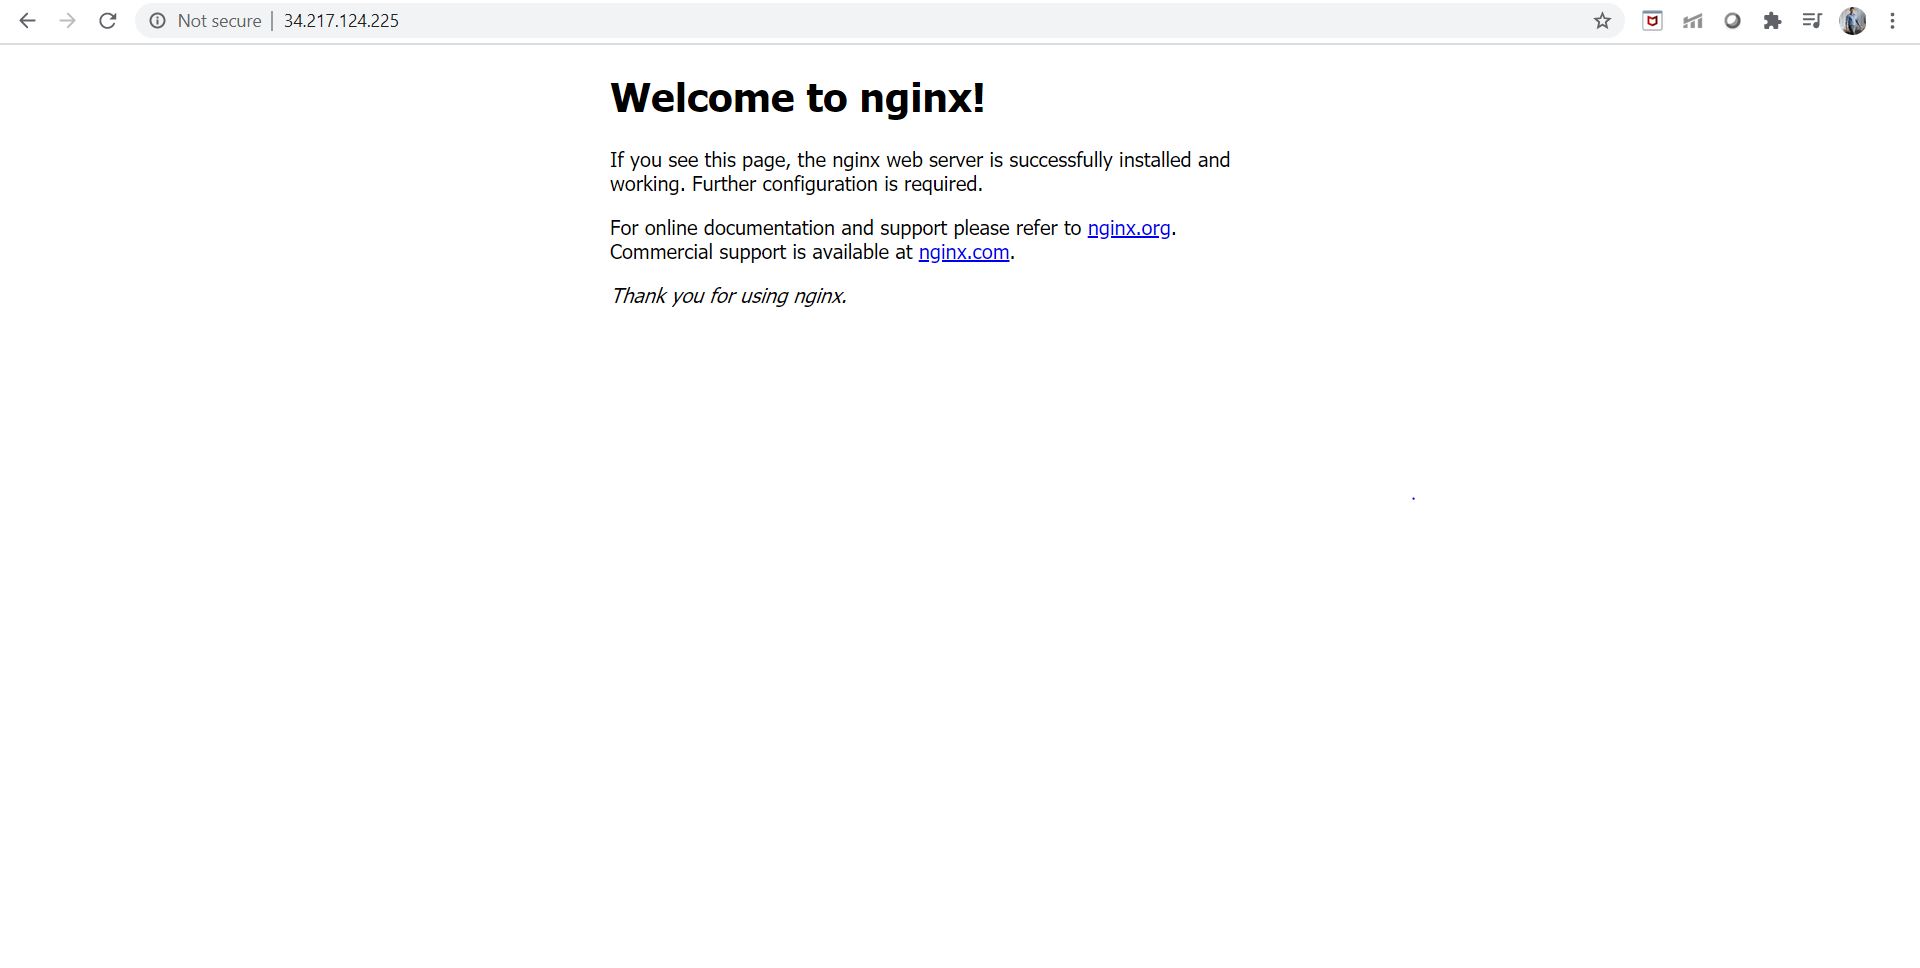 Not secure | 34.217.124.225
Welcome to nginx!
If you see this page, the nginx web server is successfully installed and
working. Further configuration is required.
For online documentation and support please refer to nginx.org.
Commercial support is available at nginx.com.
Thank you for using nginx.